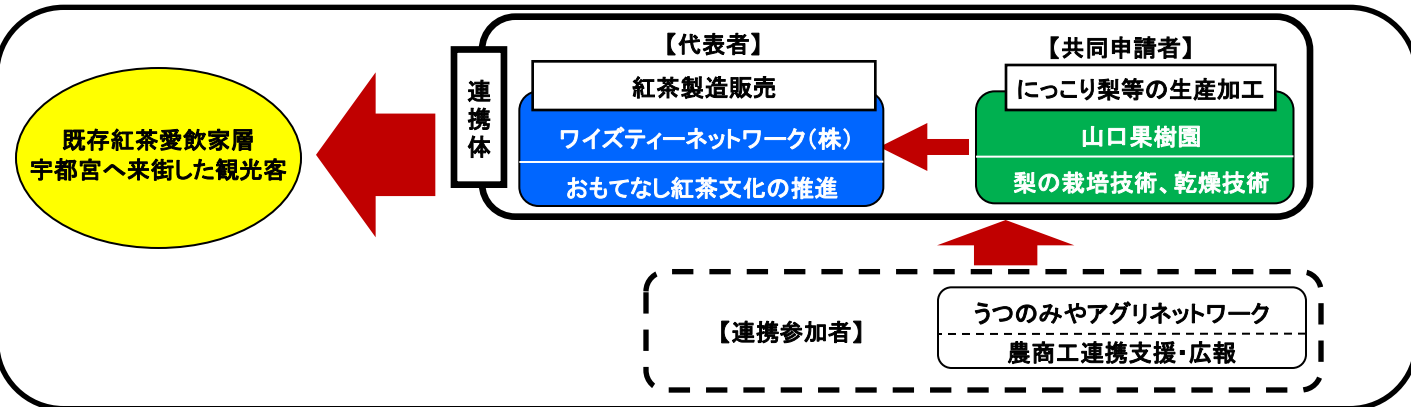 既存紅茶愛飲家層
宇都宮へ来街した観光客
連携体
【代表者】
紅茶製造販売
ワイズティーネットワーク(株)
おもてなし紅茶文化の推進
【共同申請者】
にっこり梨等の生産加工
山口果樹園
梨の栽培技術、乾燥技術
【連携参加者】
うつのみやアグリネットワーク
農商工連携支援・広報